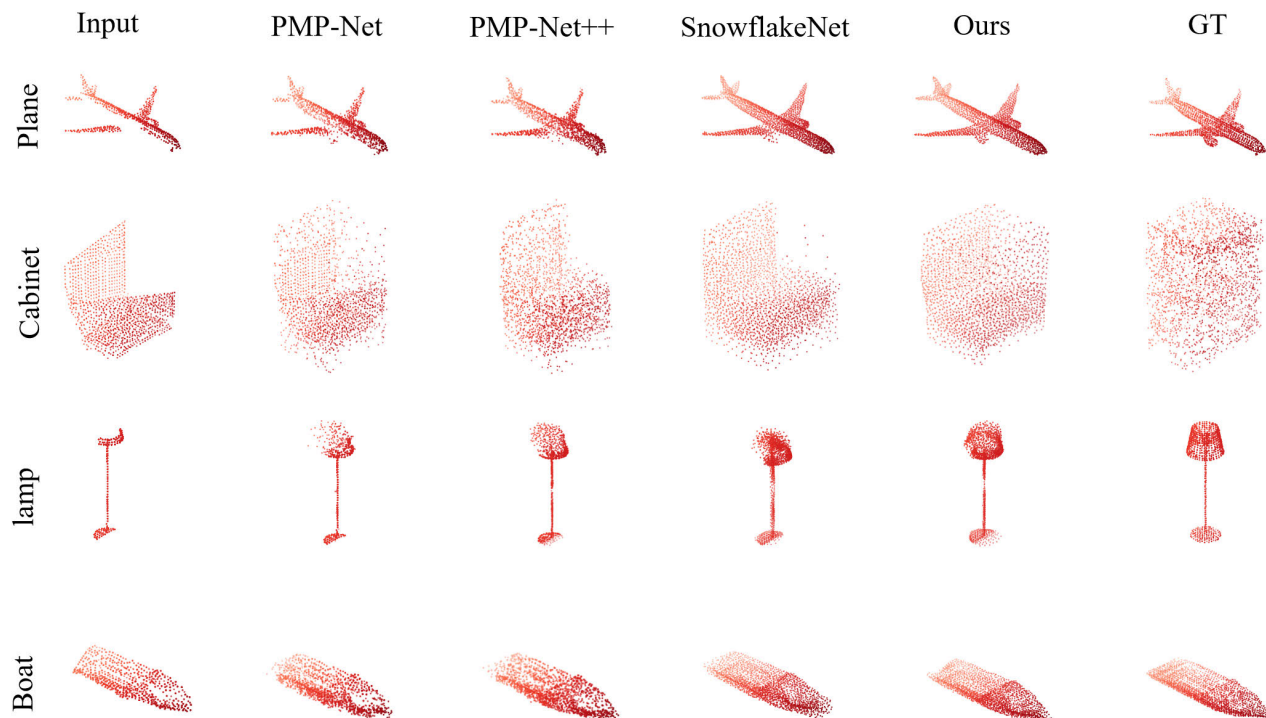 Input PMP-Net PMP-Net++ SnowflakeNet Ours GT
Plane
Cabinet
lamp
Boat